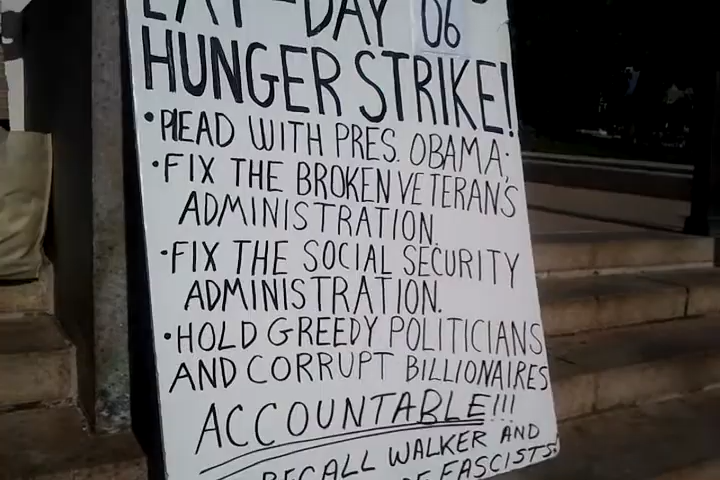 DAY 06
HUNGER STRIKE!
• PLEAD WITH PRES. OBAMA;
• FIX THE BROKEN VETERAN'S
ADMINISTRATION.
• FIX THE SOCIAL SECURITY
ADMINISTRATION.
• HOLD GREEDY POLITICIANS
AND CORRUPT BILLIONAIRES
ACCOUNTABLE!!!
RECALL WALKER AND
FASCISTS!